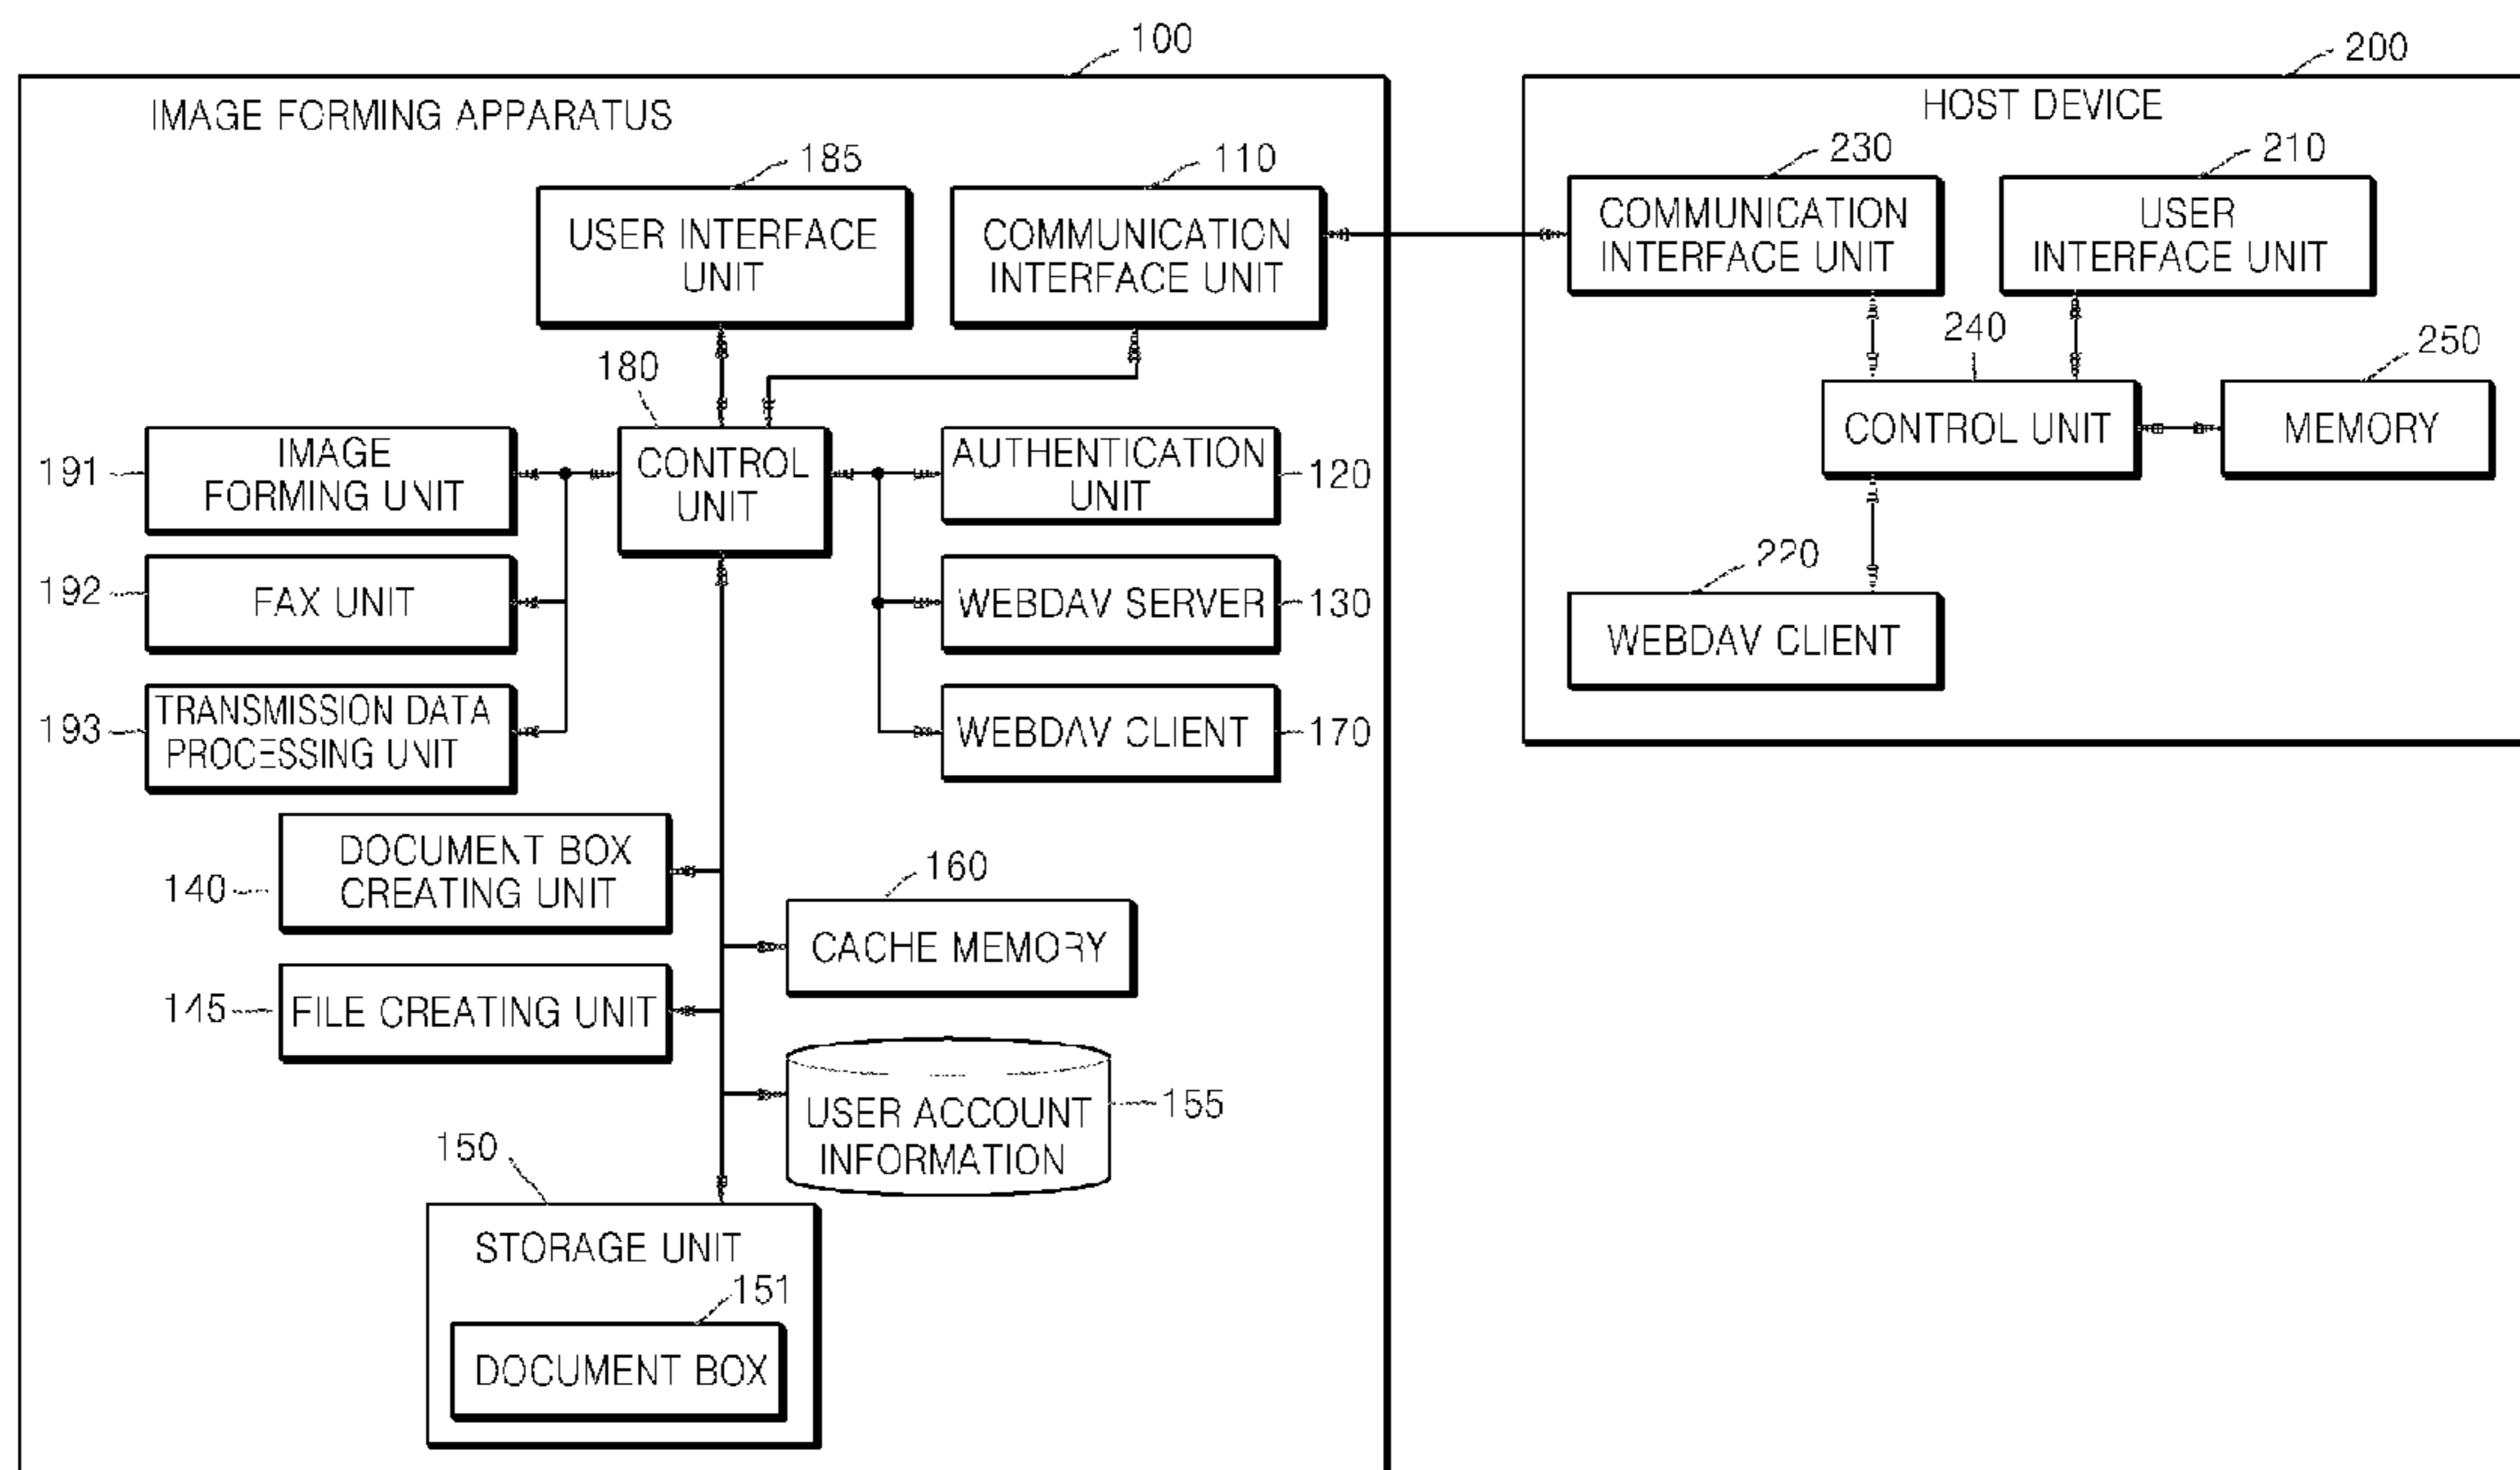 100
200
IMAGE FORMING APPARATUS
HOST DEVICE
185
110
230
210
USER INTERFACE
UNIT
COMMUNICATION
INTERFACE UNIT
COMMUNICATION
INTERFACE UNIT
USER
INTERFACE UNIT
180
240
250
IMAGE
FORMING UNIT
191
CONTROL
UNIT
AUTHENTICATION
UNIT
120
CONTROL UNIT
MEMORY
192
FAX UNIT
WEBDAV SERVER
130
220
WEBDAV CLIENT
193
TRANSMISSION DATA
PROCESSING UNIT
WEBDAV CLIENT
170
DOCUMENT BOX
CREATING UNIT
140
160
CACHE MEMORY
145
FILE CREATING UNIT
USER ACCOUNT
INFORMATION
155
150
STORAGE UNIT
151
DOCUMENT BOX